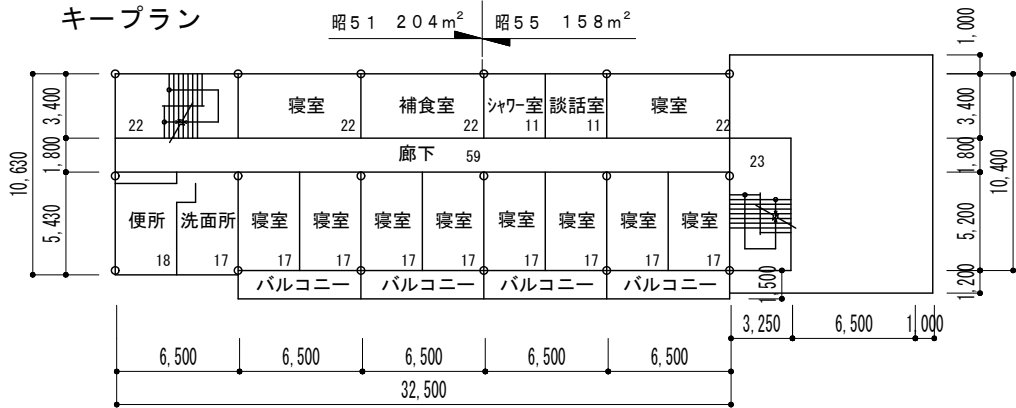 キープラン
昭51 204m² 昭55 158m²
1,000
寝室 補食室 シャワー室 談話室 寝室
22 22 22 11 11 22
3,400 3,400
廊下 59
23
1,800 1,800
10,630 10,400
便所 洗面所 寝室 寝室 寝室 寝室 寝室 寝室 寝室 寝室
18 17 17 17 17 17 17 17 17 17
5,430 5,200
バルコニー バルコニー バルコニー バルコニー
1,500 1,200
3,250 6,500 1,000
6,500 6,500 6,500 6,500 6,500
32,500